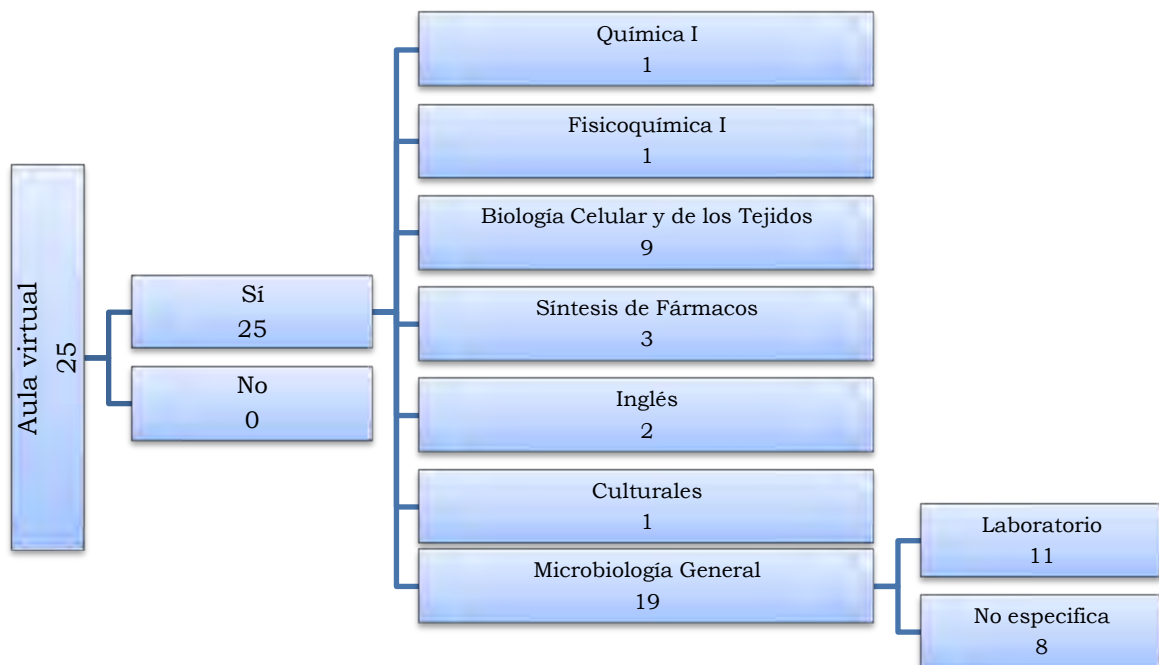 Aula virtual
25
Sí
25
No
0
Química I
1
Fisicoquímica I
1
Biología Celular y de los Tejidos
9
Síntesis de Fármacos
3
Inglés
2
Culturales
1
Microbiología General
19
Laboratorio
11
No especifica
8